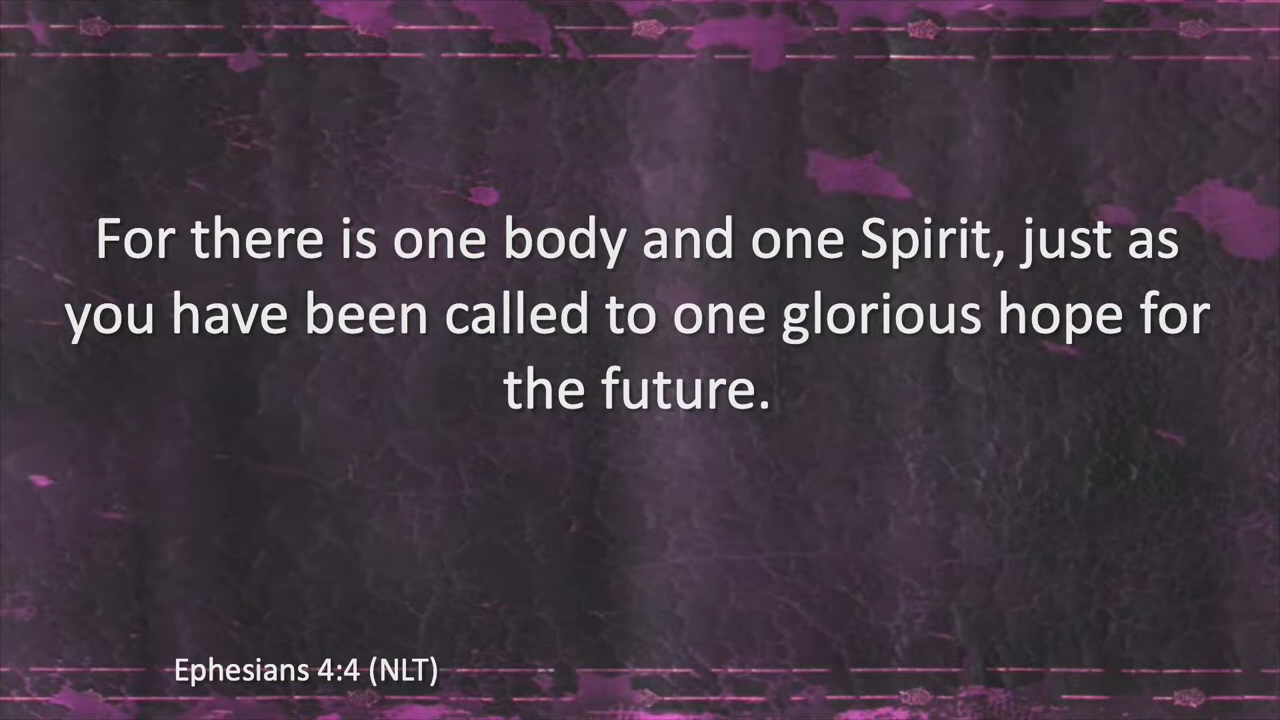 For there is one body and one Spirit, just as
you have been called to one glorious hope for
the future.
Ephesians 4:4 (NLT)